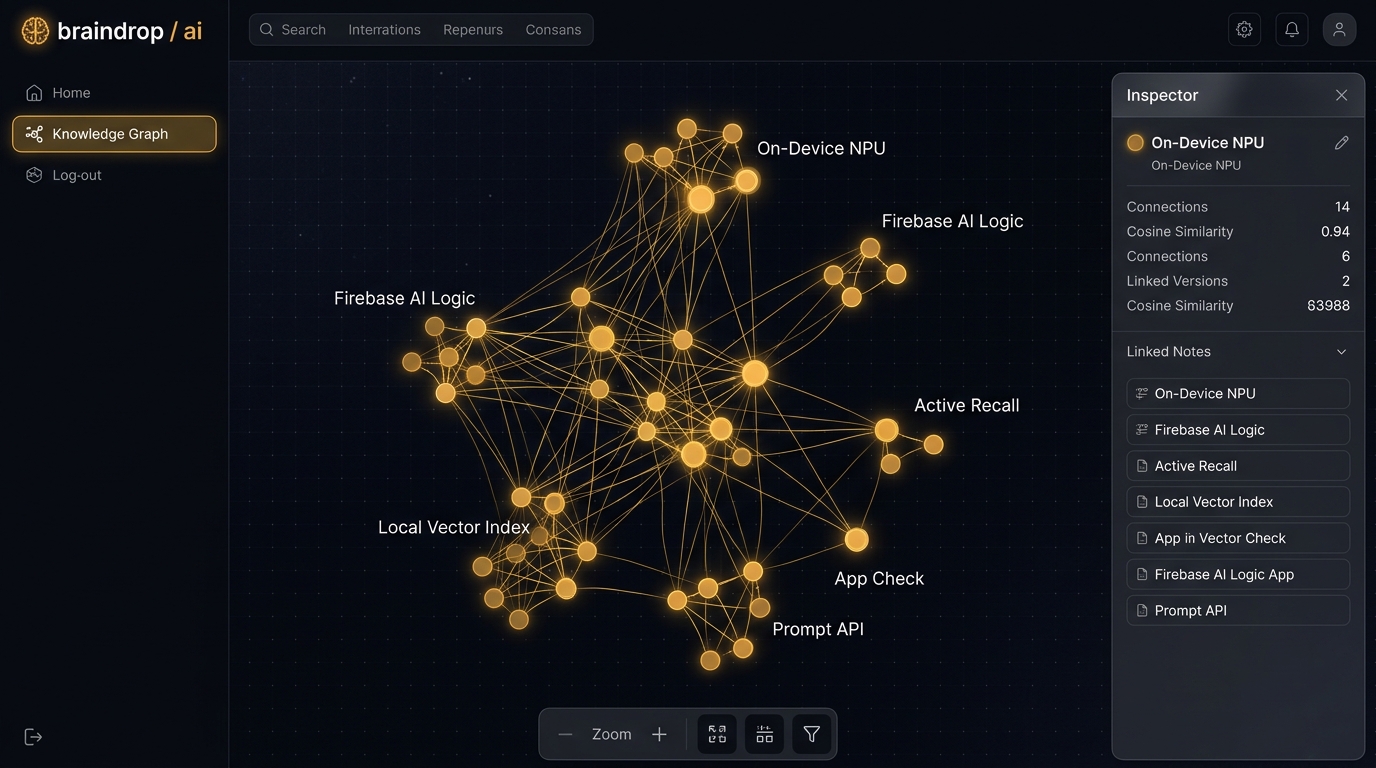 braindrop / ai
Search Interrations Repenurs Consans
Home
Knowledge Graph
Log-out
On-Device NPU
Firebase AI Logic
Firebase AI Logic
Active Recall
Local Vector Index
App Check
Prompt API
Zoom
Inspector
On-Device NPU
On-Device NPU
Connections 14
Cosine Similarity 0.94
Connections 6
Linked Versions 2
Cosine Similarity 63988
Linked Notes
On-Device NPU
Firebase AI Logic
Active Recall
Local Vector Index
App in Vector Check
Firebase AI Logic App
Prompt API